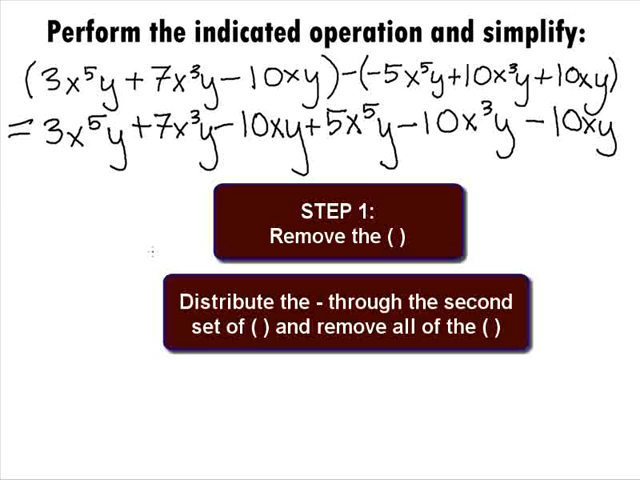 Perform the indicated operation and simplify:
(3x⁵y + 7x³y - 10xy) - (-5x⁵y + 10x³y + 10xy)
= 3x⁵y + 7x³y - 10xy + 5x⁵y - 10x³y - 10xy
STEP 1:
Remove the ( )
Distribute the - through the second
set of ( ) and remove all of the ( )